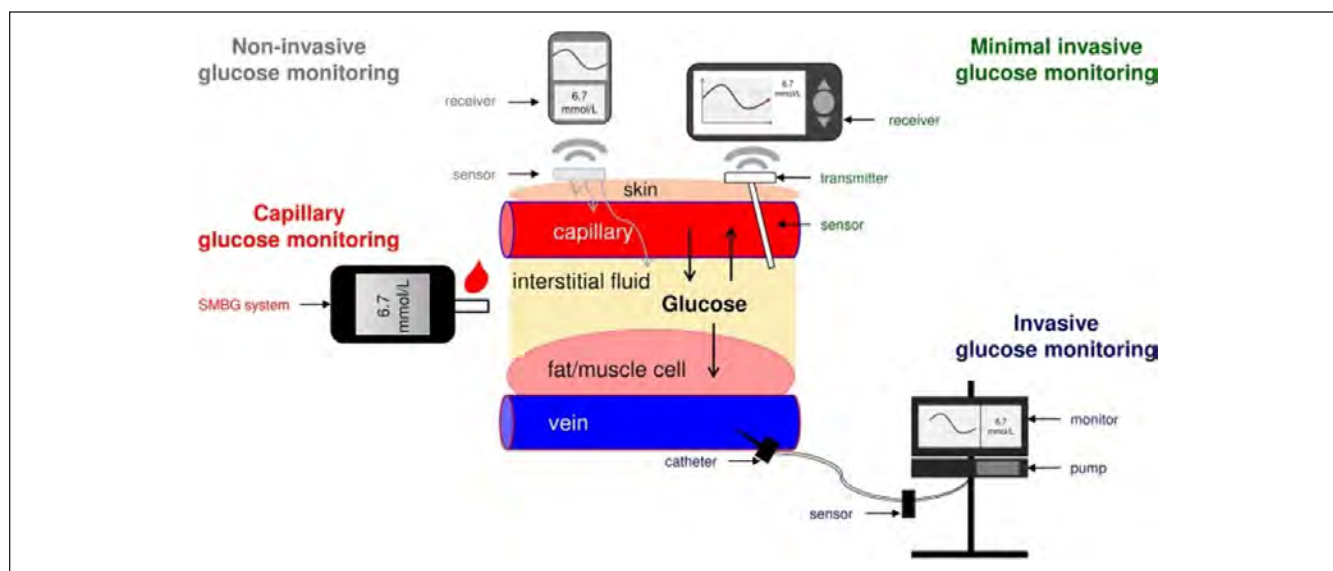 Non-invasive
glucose monitoring
6.7
mmol/L
receiver
sensor
Minimal invasive
glucose monitoring
6.7
mmol/L
receiver
transmitter
sensor
skin
capillary
interstitial fluid
Glucose
fat/muscle cell
vein
Capillary
glucose monitoring
SMBG system
6.7
mmol/L
Invasive
glucose monitoring
6.7
mmol/L
monitor
pump
catheter
sensor